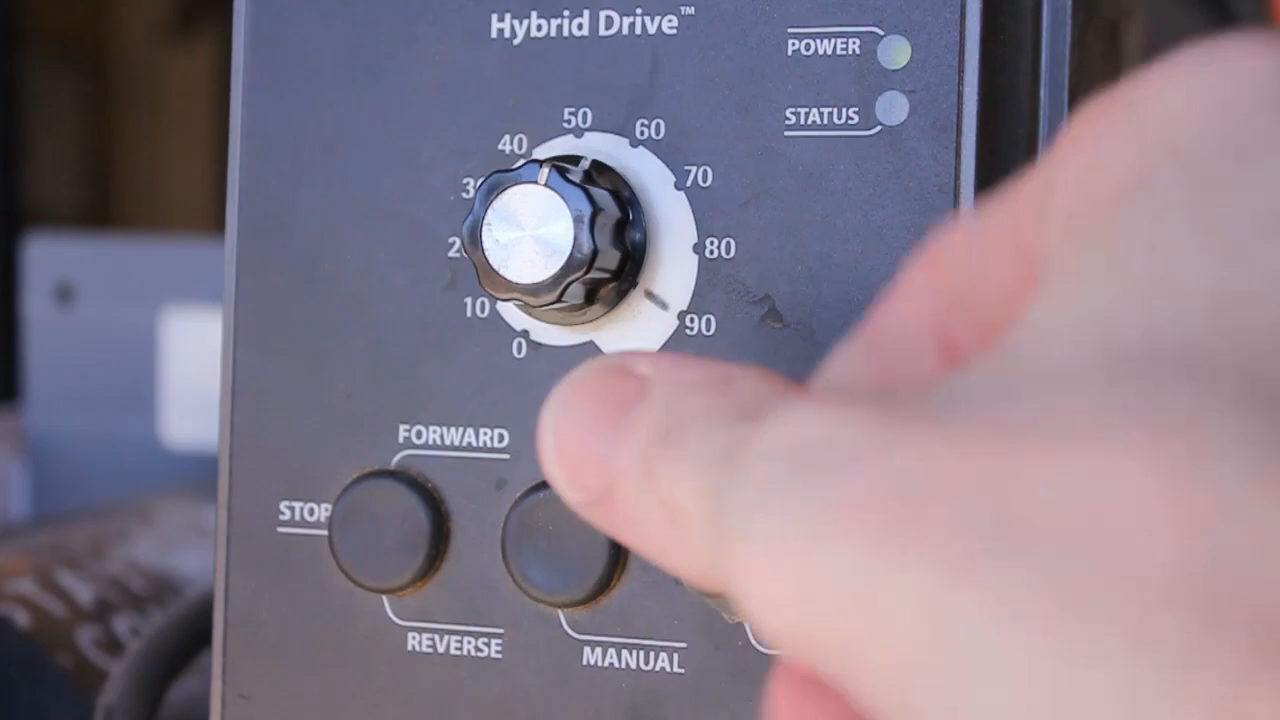 Hybrid Drive™
POWER
STATUS
50
60
40
70
80
10
90
0
FORWARD
STOP
REVERSE
MANUAL